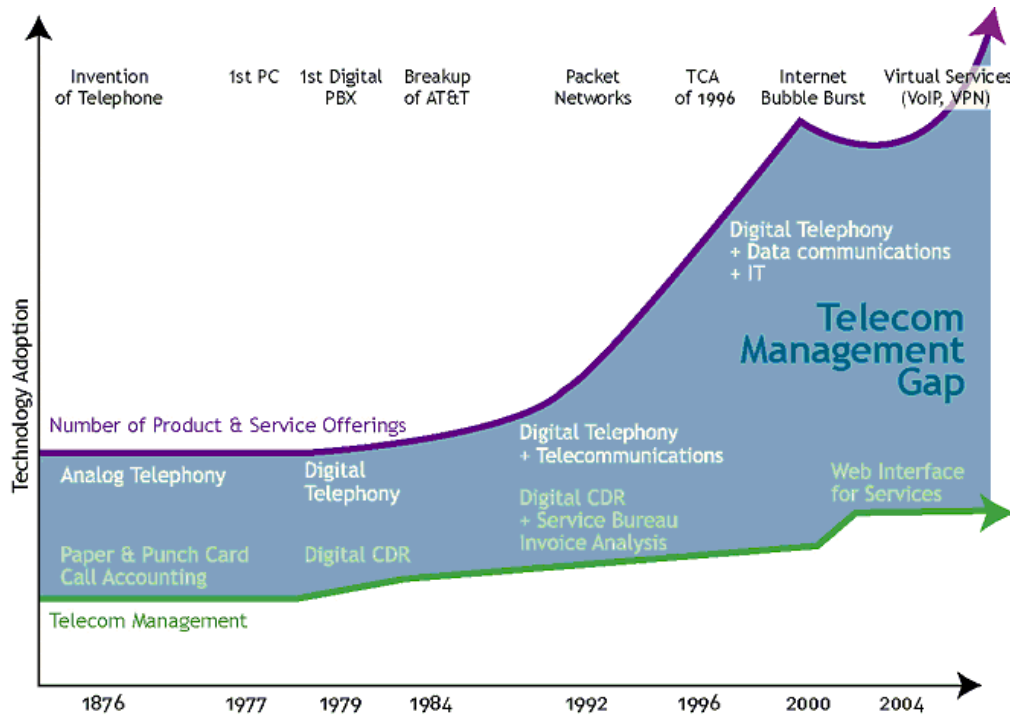 Invention
of Telephone
1st PC
1st Digital
PBX
Breakup
of AT&T
Packet
Networks
TCA
of 1996
Internet
Bubble Burst
Virtual Services
(VoIP, VPN)
Technology Adoption
Digital Telephony
+ Data communications
+ IT
Telecom
Management
Gap
Number of Product & Service Offerings
Analog Telephony
Digital
Telephony
Digital Telephony
+ Telecommunications
Web Interface
for Services
Paper & Punch Card
Call Accounting
Digital CDR
Digital CDR
+ Service Bureau
Invoice Analysis
Telecom Management
1876
1977
1979
1984
1992
1996
2000
2004